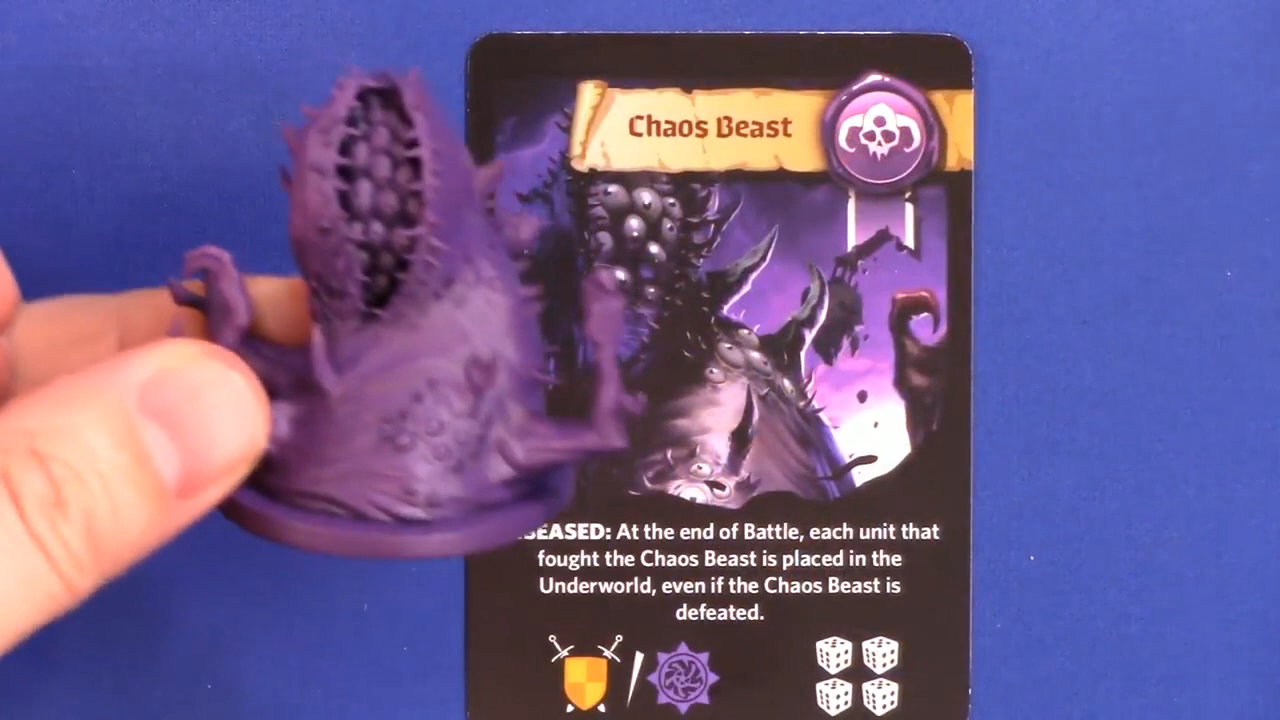 Chaos Beast
SEASED: At the end of Battle, each unit that
fought the Chaos Beast is placed in the
Underworld, even if the Chaos Beast is
defeated.